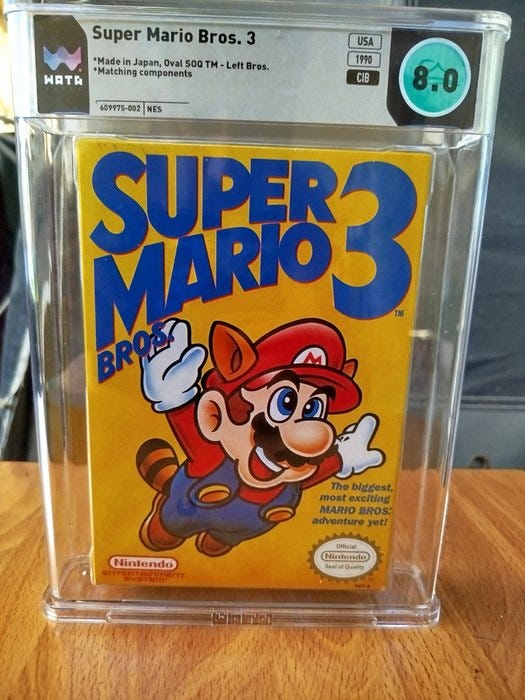 Super Mario Bros. 3
*Made in Japan, Oval SOQ TM - Left Bros.
*Matching components
WATA
609975-002 NES
USA
1990
CIB
8.0
SUPER
MARIO 3
TM
BROS.
M
The biggest,
most exciting
MARIO BROS.
adventure yet!
Nintendo
ENTERTAINMENT
SYSTEM
Official
Nintendo
Seal of Quality
REV-A
WATA